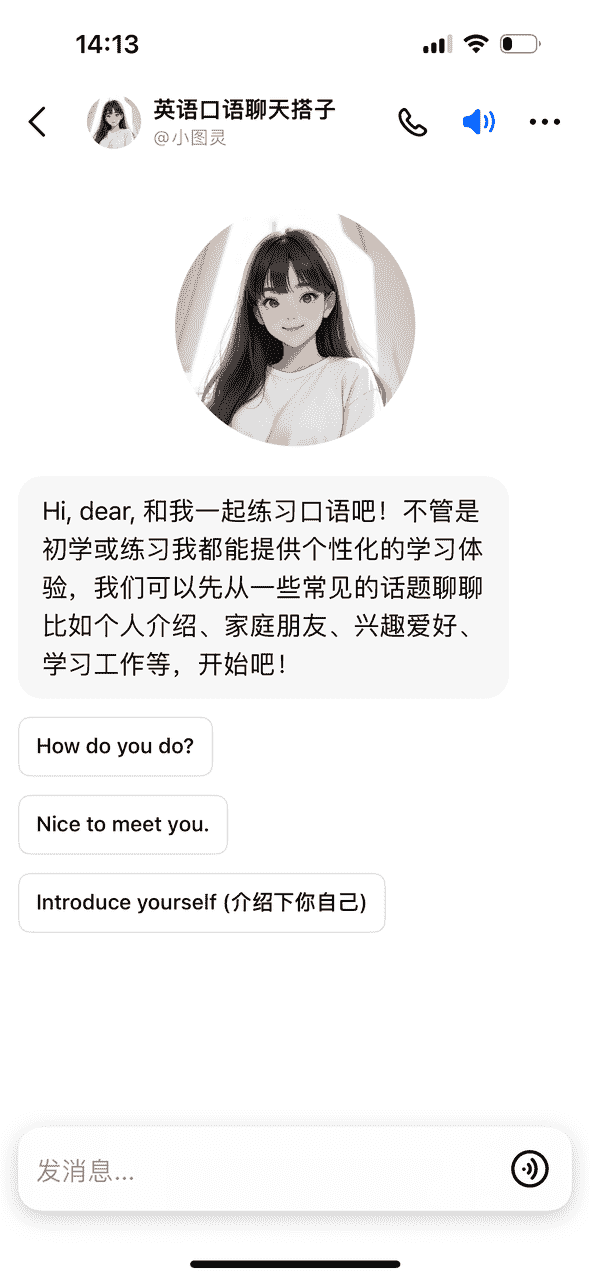 14:13
英语口语聊天搭子
@小图灵
Hi, dear, 和我一起练习口语吧！不管是
初学或练习我都能提供个性化的学习体
验，我们可以先从一些常见的话题聊聊
比如个人介绍、家庭朋友、兴趣爱好、
学习工作等，开始吧！
How do you do?
Nice to meet you.
Introduce yourself (介绍下你自己)
发消息...